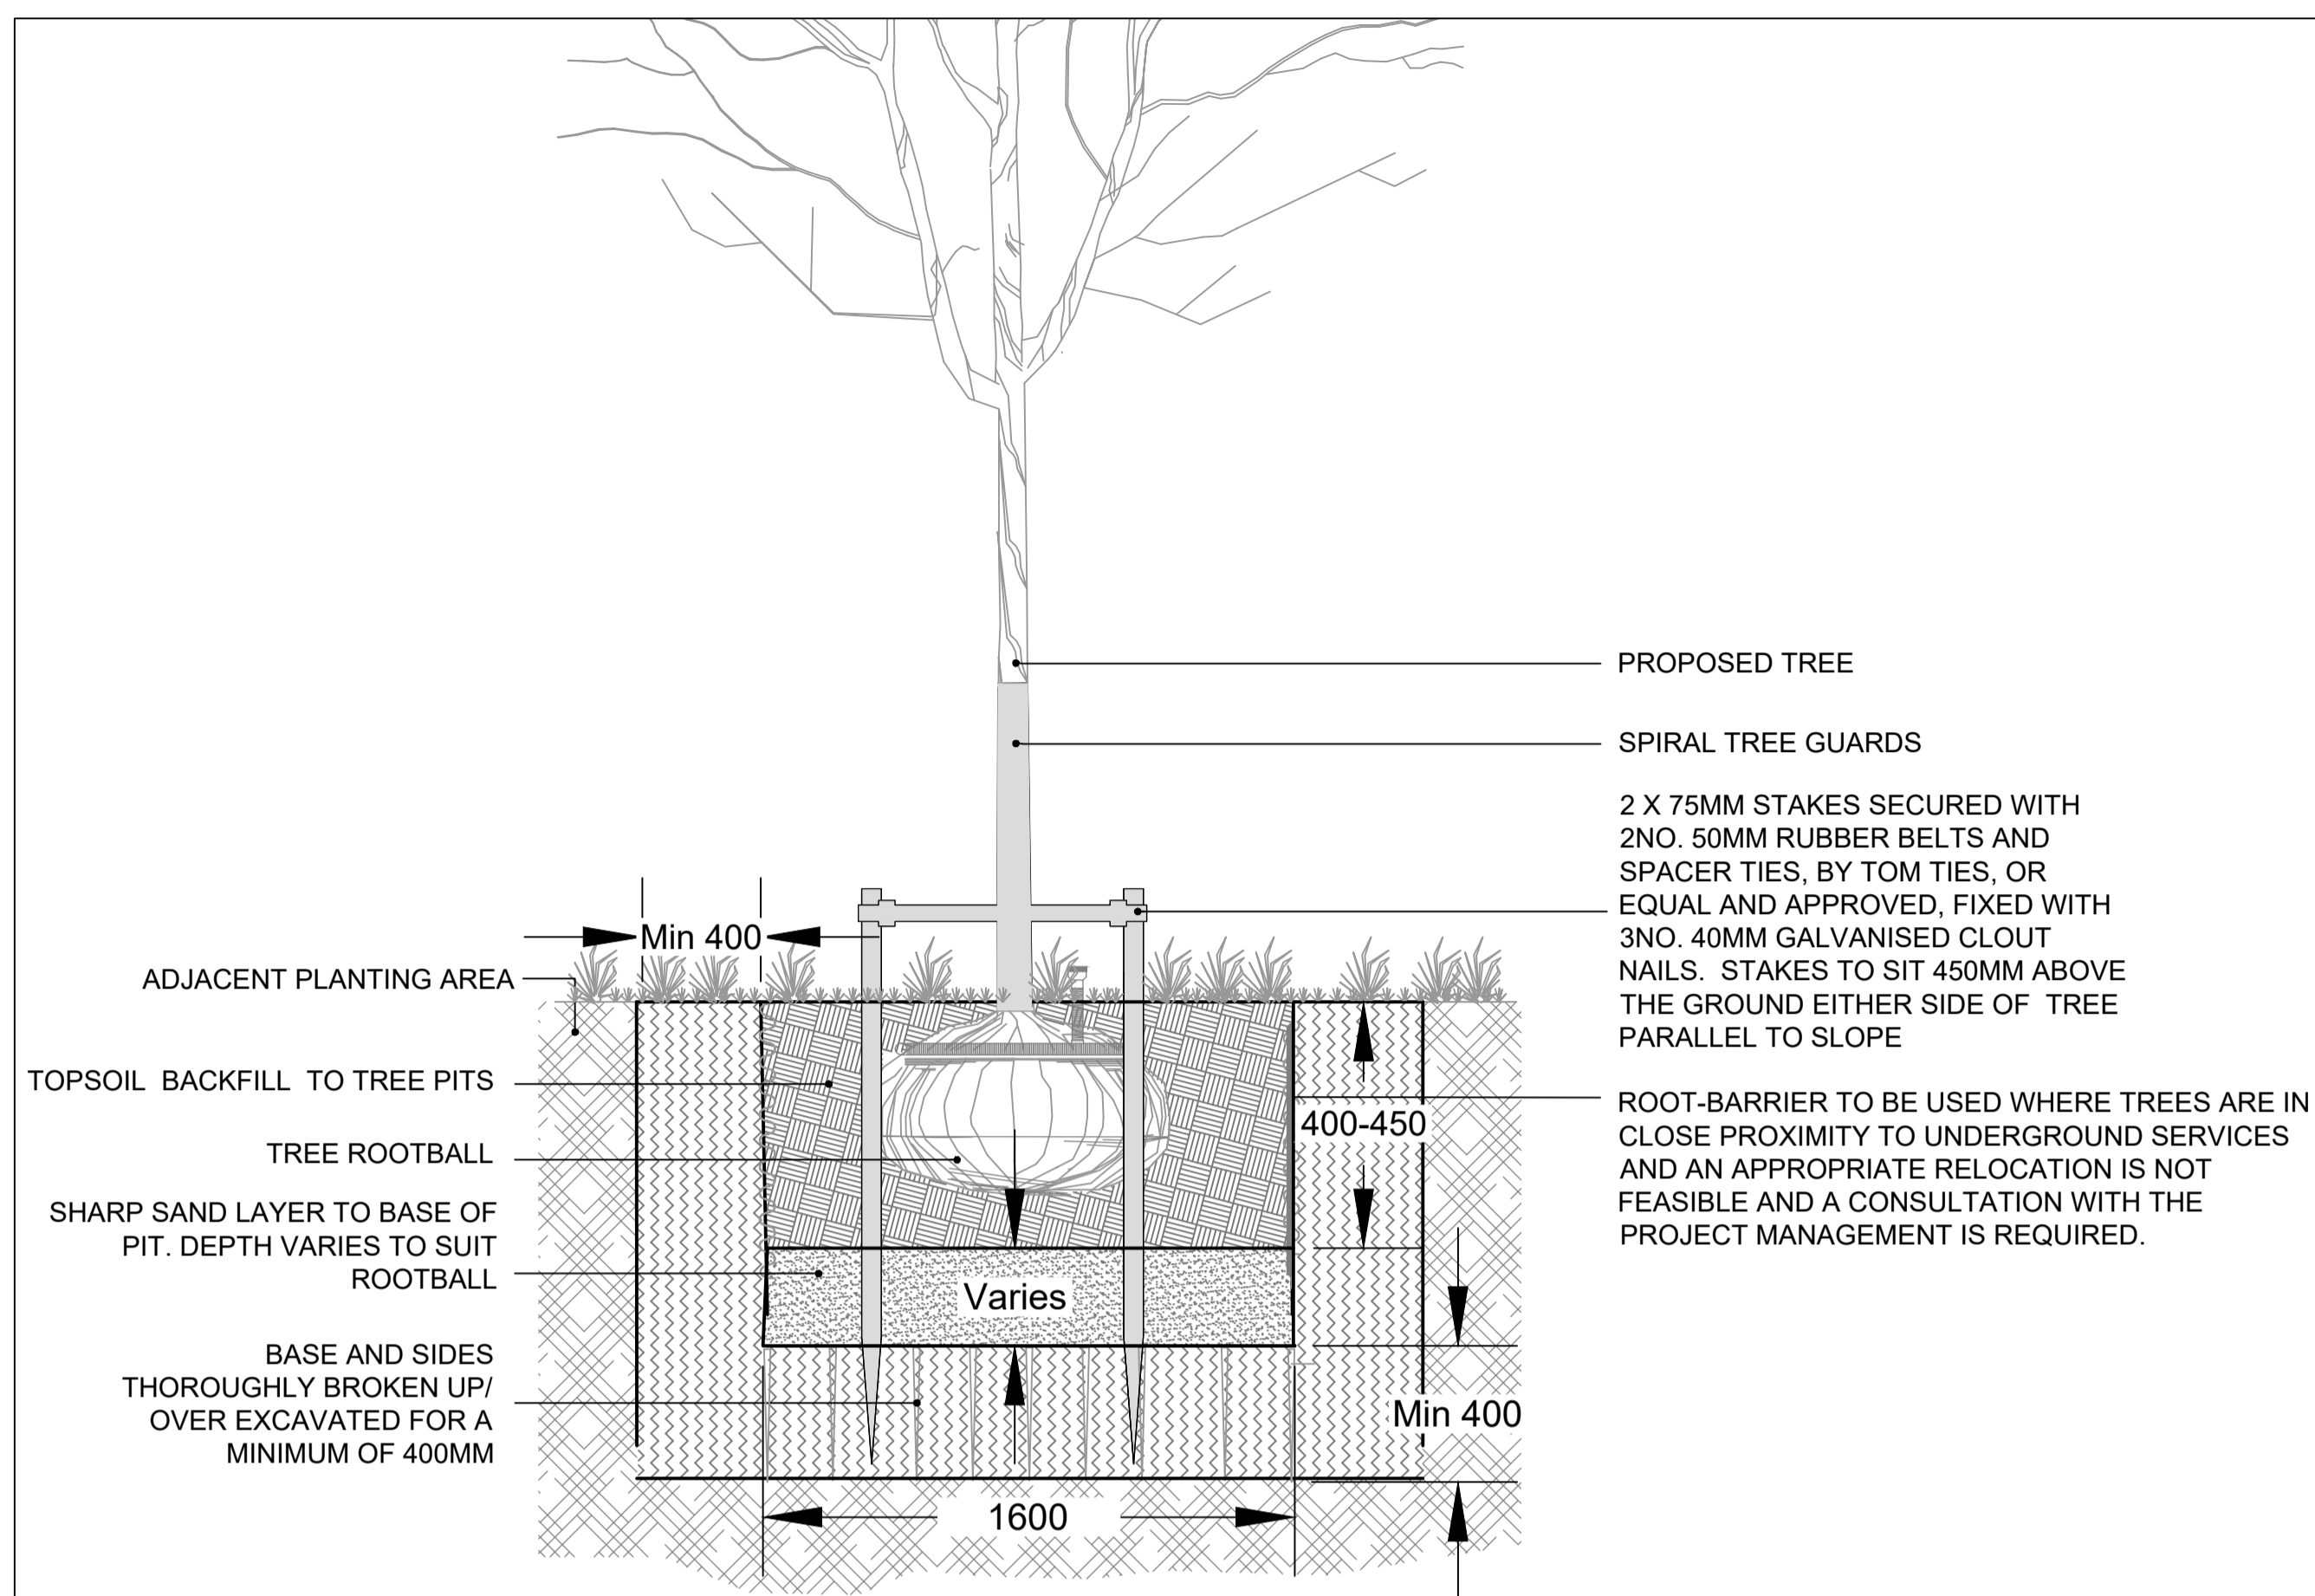 PROPOSED TREE
SPIRAL TREE GUARDS
2 X 75MM STAKES SECURED WITH
2NO. 50MM RUBBER BELTS AND
SPACER TIES, BY TOM TIES, OR
EQUAL AND APPROVED, FIXED WITH
3NO. 40MM GALVANISED CLOUT
NAILS. STAKES TO SIT 450MM ABOVE
THE GROUND EITHER SIDE OF TREE
PARALLEL TO SLOPE
ROOT-BARRIER TO BE USED WHERE TREES ARE IN
CLOSE PROXIMITY TO UNDERGROUND SERVICES
AND AN APPROPRIATE RELOCATION IS NOT
FEASIBLE AND A CONSULTATION WITH THE
PROJECT MANAGEMENT IS REQUIRED.
Min 400
ADJACENT PLANTING AREA
TOPSOIL BACKFILL TO TREE PITS
TREE ROOTBALL
SHARP SAND LAYER TO BASE OF
PIT. DEPTH VARIES TO SUIT
ROOTBALL
BASE AND SIDES
THOROUGHLY BROKEN UP/
OVER EXCAVATED FOR A
MINIMUM OF 400MM
400-450
Varies
Min 400
1600